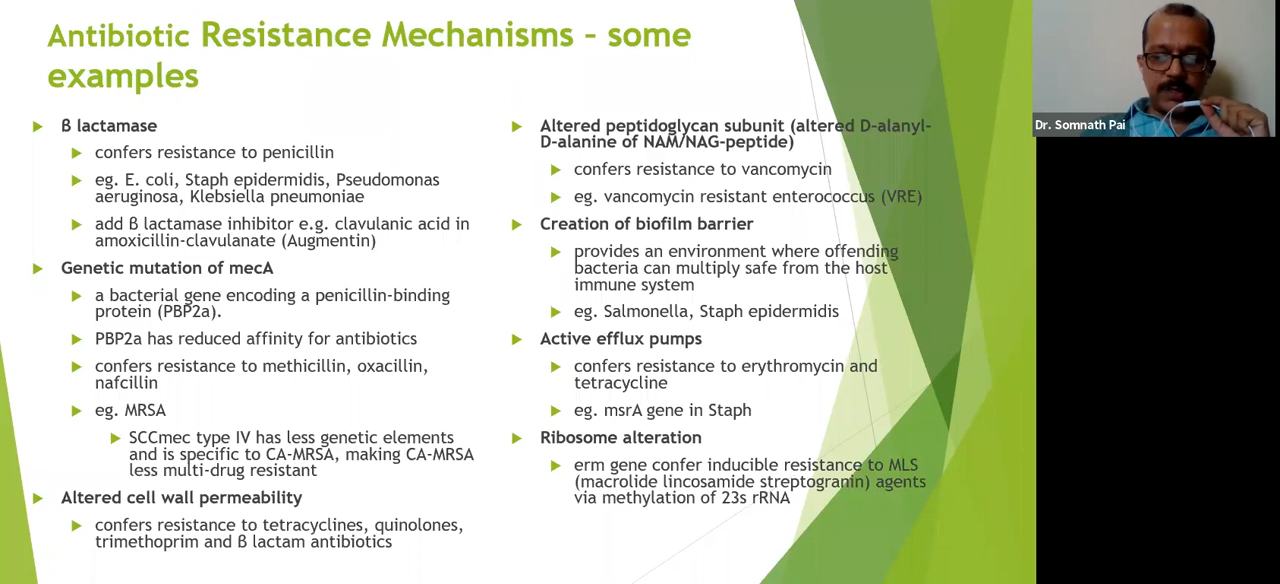 Antibiotic Resistance Mechanisms – some
examples
ß lactamase
confers resistance to penicillin
eg. E. coli, Staph epidermidis, Pseudomonas
aeruginosa, Klebsiella pneumoniae
add ß lactamase inhibitor e.g. clavulanic acid in
amoxicillin-clavulanate (Augmentin)
Genetic mutation of mecA
a bacterial gene encoding a penicillin-binding
protein (PBP2a).
PBP2a has reduced affinity for antibiotics
confers resistance to methicillin, oxacillin,
nafcillin
eg. MRSA
SCCmec type IV has less genetic elements
and is specific to CA-MRSA, making CA-MRSA
less multi-drug resistant
Altered cell wall permeability
confers resistance to tetracyclines, quinolones,
trimethoprim and ß lactam antibiotics
Altered peptidoglycan subunit (altered D-alanyl-
D-alanine of NAM/NAG-peptide)
confers resistance to vancomycin
eg. vancomycin resistant enterococcus (VRE)
Creation of biofilm barrier
provides an environment where offending
bacteria can multiply safe from the host
immune system
eg. Salmonella, Staph epidermidis
Active efflux pumps
confers resistance to erythromycin and
tetracycline
eg. msrA gene in Staph
Ribosome alteration
erm gene confer inducible resistance to MLS
(macrolide lincosamide streptogranin) agents
via methylation of 23s rRNA
Dr. Somnath Pai